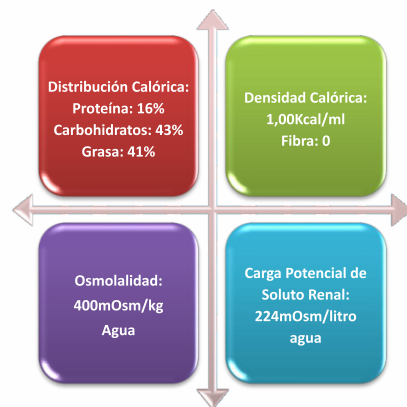 Distribución Calórica:
Proteína: 16%
Carbohidratos: 43%
Grasa: 41%
Densidad Calórica:
1,00Kcal/ml
Fibra: 0
Osmolalidad:
400mOsm/kg
Agua
Carga Potencial de
Soluto Renal:
224mOsm/litro
agua